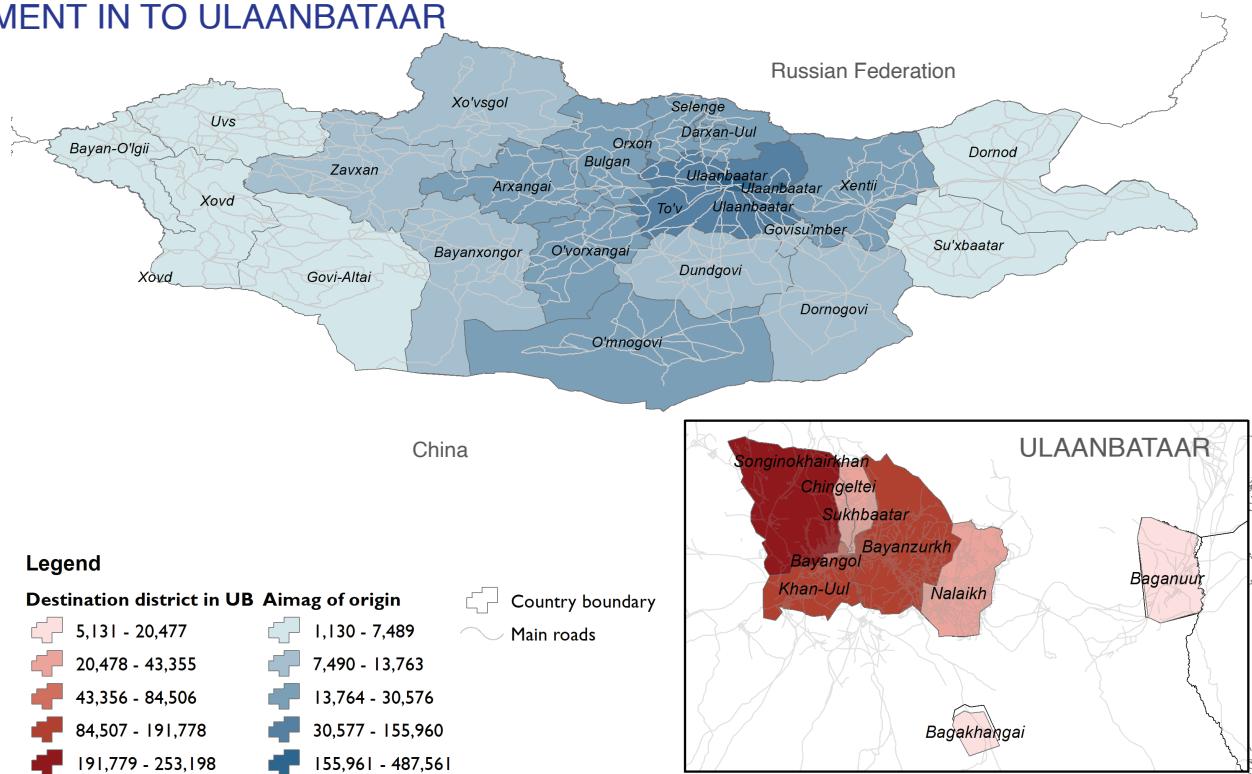 MENT IN TO ULAANBATAAR
Russian Federation
Xo'vsgol
Selenge
Uvs
Darxan-Uul
Orxon
Bayan-O'lgii
Dornod
Bulgan
Zavxan
Ulaanbaatar
Arxangai
Ulaanbaatar
Xentii
Xovd
To'v
Ulaanbaatar
Govisu'mber
Su'xbaatar
Bayanxongor
O'vorxangai
Dundgovi
Xovd
Govi-Altai
Dornogovi
O'mnogovi
China
ULAANBATAAR
Songinokhairkhan
Chingeltei
Sukhbaatar
Bayanzurkh
Bayangol
Baganuur
Khan-Uul
Nalaikh
Bagakhangai
Legend
Destination district in UB
5,131 - 20,477
20,478 - 43,355
43,356 - 84,506
84,507 - 191,778
191,779 - 253,198
Aimag of origin
1,130 - 7,489
7,490 - 13,763
13,764 - 30,576
30,577 - 155,960
155,961 - 487,561
Country boundary
Main roads